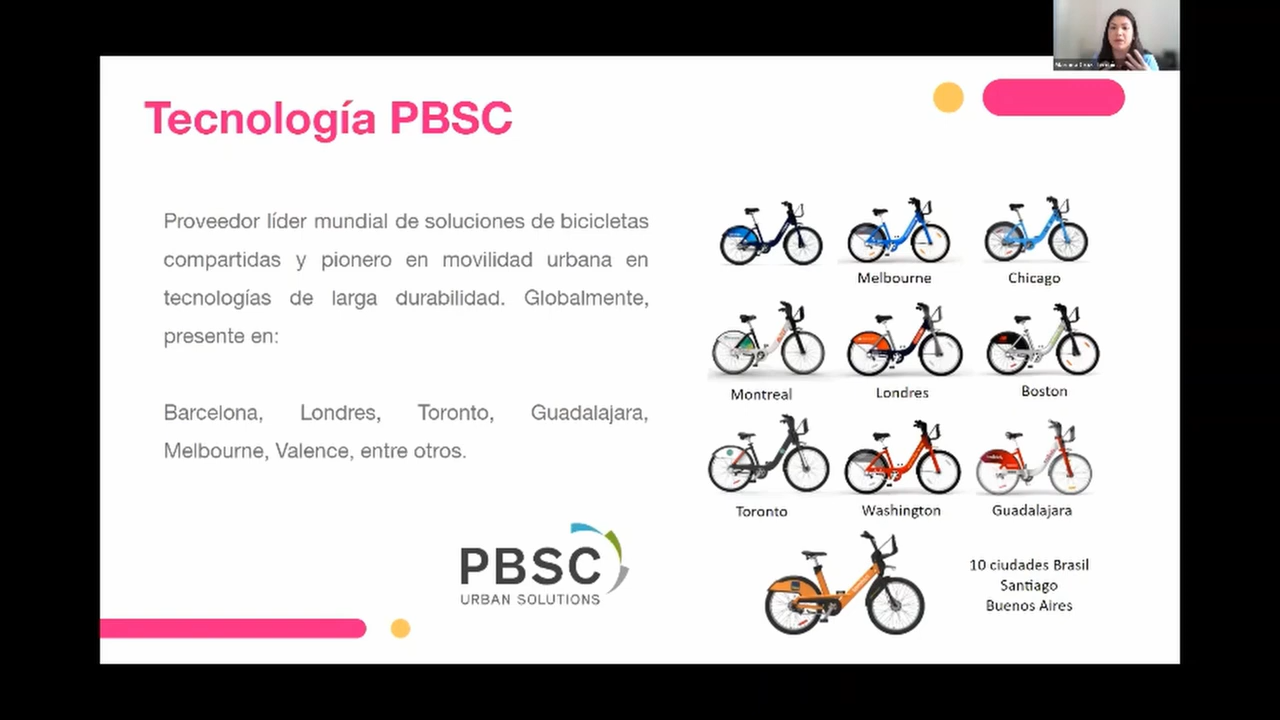 Tecnología PBSC
Proveedor líder mundial de soluciones de bicicletas
compartidas y pionero en movilidad urbana en
tecnologías de larga durabilidad. Globalmente,
presente en:
Barcelona, Londres, Toronto, Guadalajara,
Melbourne, Valence, entre otros.
PBSC
URBAN SOLUTIONS
Melbourne
Chicago
Montreal
Londres
Boston
Toronto
Washington
Guadalajara
10 ciudades Brasil
Santiago
Buenos Aires